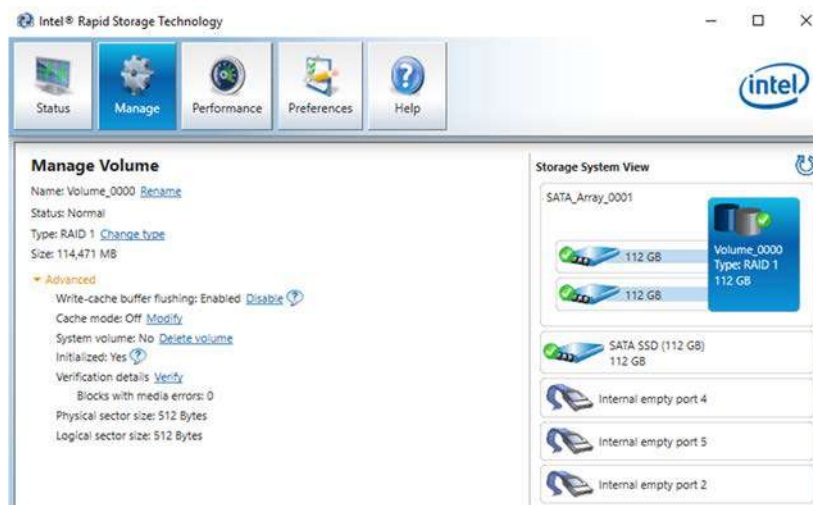 Intel® Rapid Storage Technology
Status
Manage
Performance
Preferences
Help
intel
Manage Volume
Name: Volume_0000 Rename
Status: Normal
Type: RAID 1 Change type
Size: 114,471 MB
Advanced
Write-cache buffer flushing: Enabled Disable ?
Cache mode: Off Modify
System volume: No Delete volume
Initialized: Yes ?
Verification details Verify
Blocks with media errors: 0
Physical sector size: 512 Bytes
Logical sector size: 512 Bytes
Storage System View
SATA_Array_0001
112 GB
112 GB
Volume_0000
Type: RAID 1
112 GB
SATA SSD (112 GB)
112 GB
Internal empty port 4
Internal empty port 5
Internal empty port 2